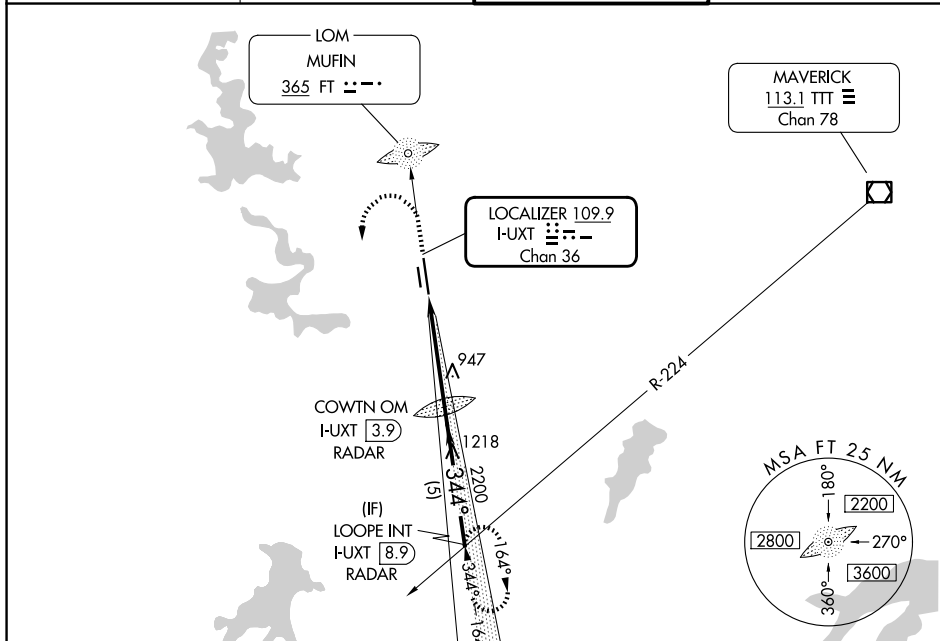 LOM
MUFIN
365 FT
MAVERICK
113.1 TTT
Chan 78
LOCALIZER 109.9
I-UXT
Chan 36
R-224
947
COWTN OM
I-UXT 3.9
RADAR
1218
2200
(5)
344°
(IF)
LOOPE INT
I-UXT 8.9
RADAR
164°
344°
MSA FT 25 NM
180°
2200
2800
270°
3600
360°